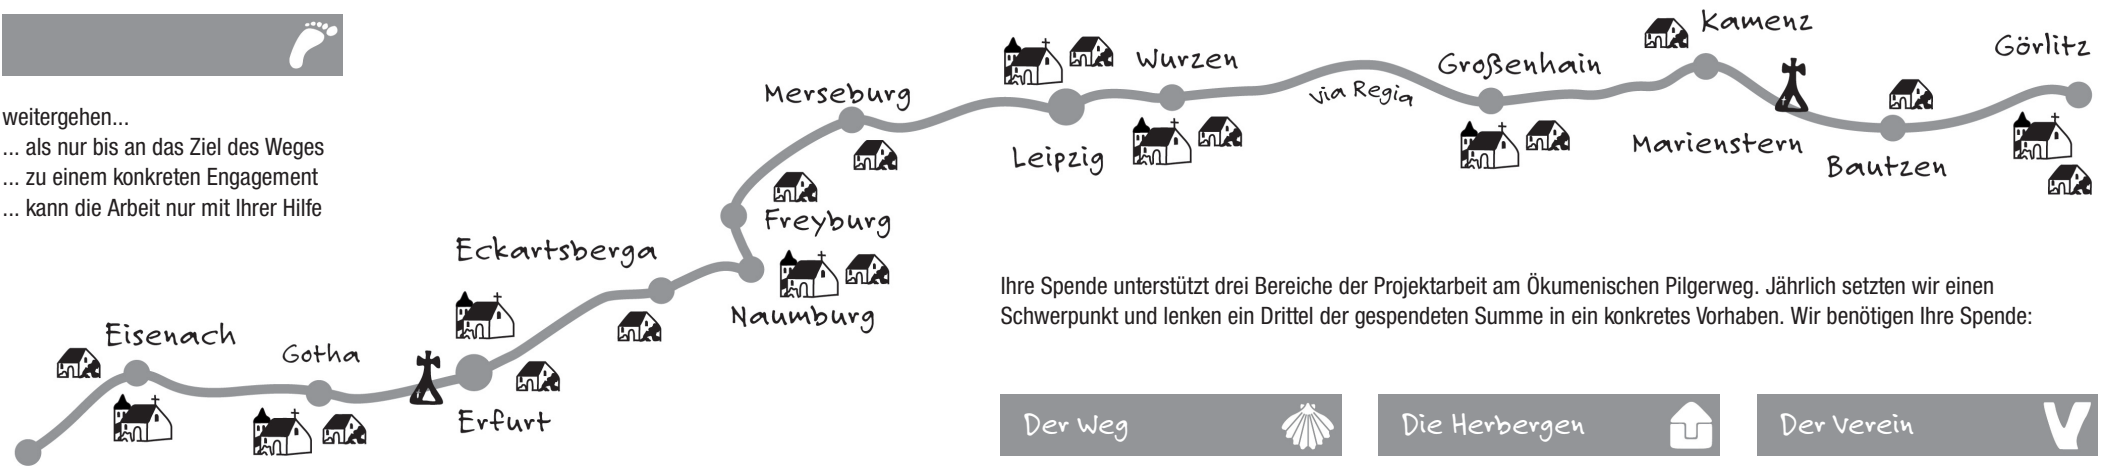 weitergehen...
... als nur bis an das Ziel des Weges
... zu einem konkreten Engagement
... kann die Arbeit nur mit Ihrer Hilfe
Eisenach
Gotha
Erfurt
Eckartsberga
Naumburg
Freyburg
Merseburg
Leipzig
Wurzen
Via Regia
Großenhain
Kamenz
Marienstern
Bautzen
Görlitz
Ihre Spende unterstützt drei Bereiche der Projektarbeit am Ökumenischen Pilgerweg. Jährlich setzten wir einen
Schwerpunkt und lenken ein Drittel der gespendeten Summe in ein konkretes Vorhaben. Wir benötigen Ihre Spende:
Der Weg
Die Herbergen
Der Verein